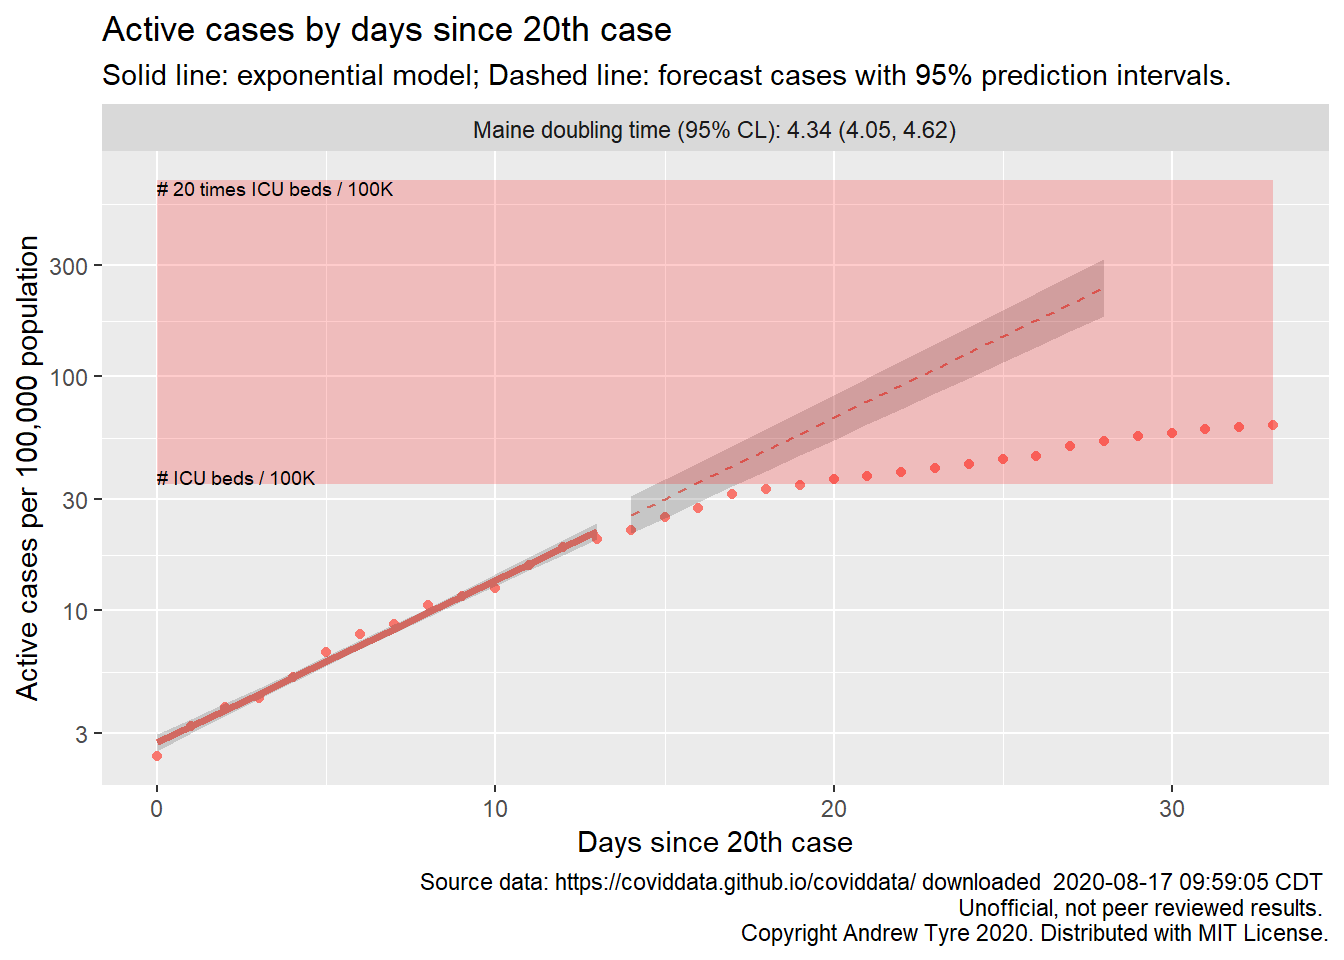 Active cases by days since 20th case
Solid line: exponential model; Dashed line: forecast cases with 95% prediction intervals.
Maine doubling time (95% CL): 4.34 (4.05, 4.62)
# 20 times ICU beds / 100K
300
100
# ICU beds / 100K
30
10
3
Active cases per 100,000 population
0 10 20 30
Days since 20th case
Source data: https://coviddata.github.io/coviddata/ downloaded  2020-08-17 09:59:05 CDT
Unofficial, not peer reviewed results.
Copyright Andrew Tyre 2020. Distributed with MIT License.